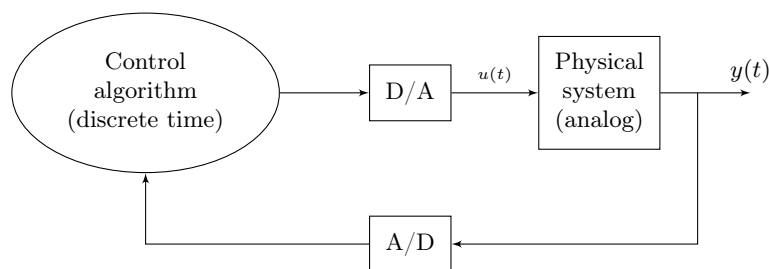 Control
algorithm
(discrete time)
D/A
u(t)
Physical
system
(analog)
y(t)
A/D